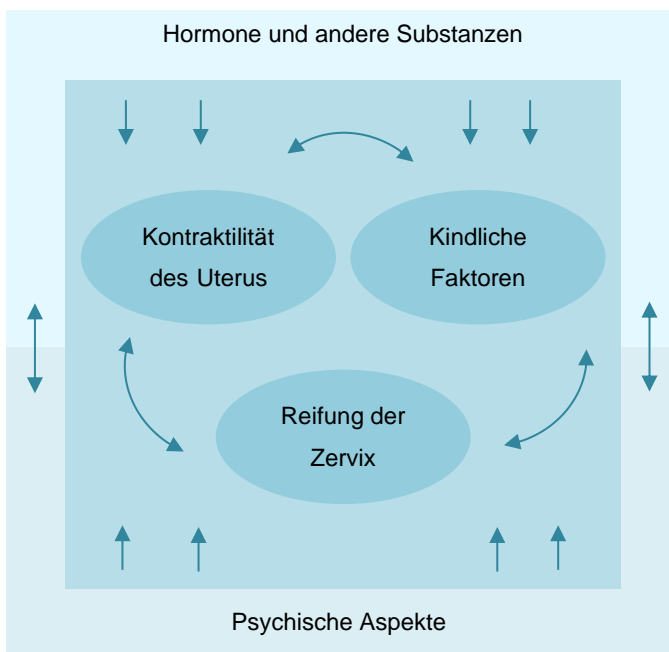 Hormone und andere Substanzen
Kontraktilität
des Uterus
Kindliche
Faktoren
Reifung der
Zervix
Psychische Aspekte